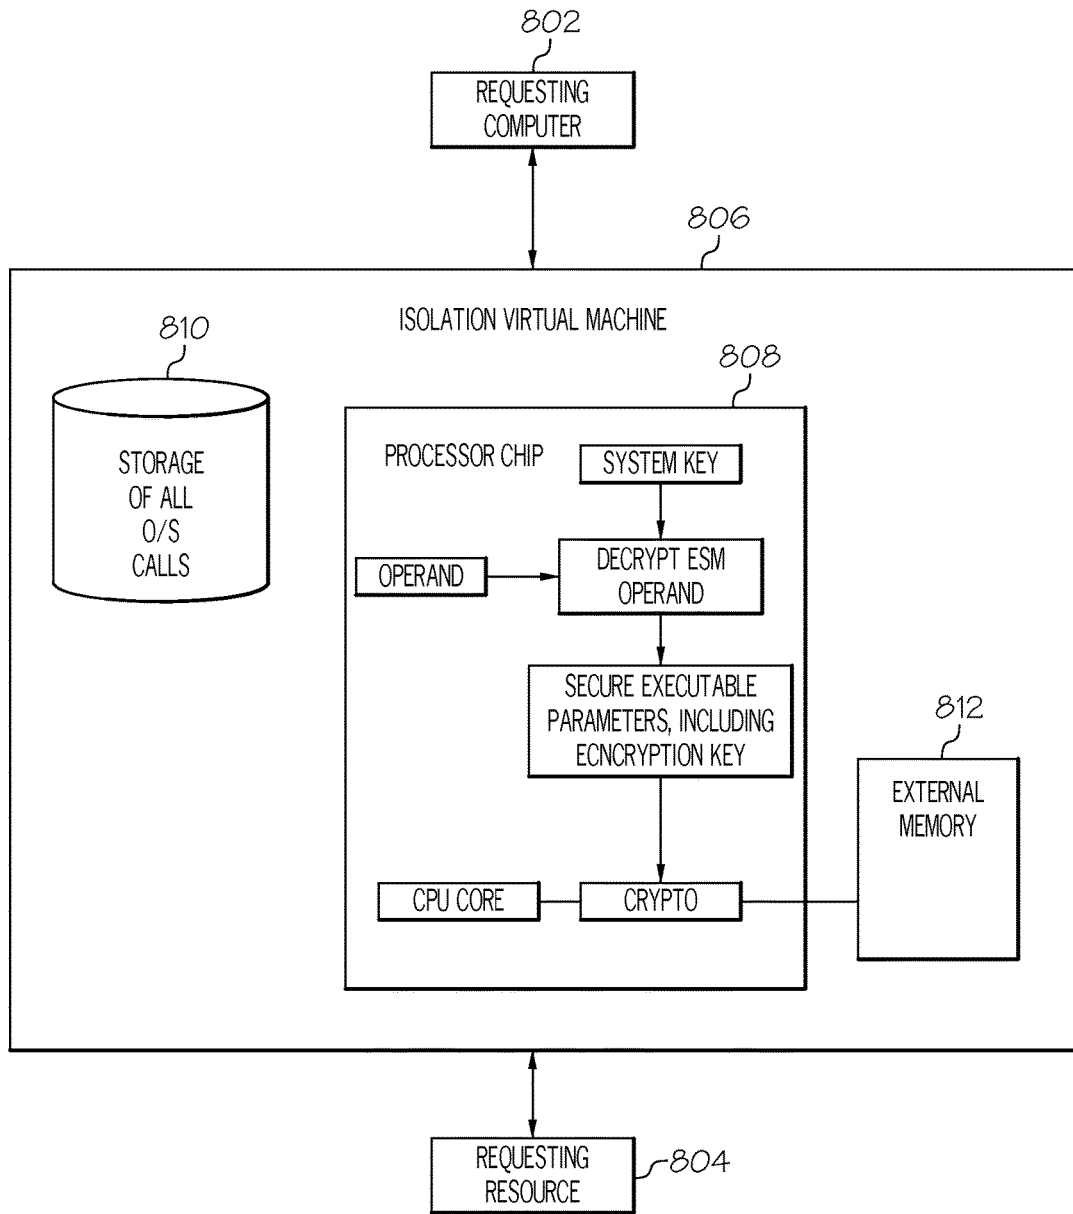 802
REQUESTING
COMPUTER
806
ISOLATION VIRTUAL MACHINE
810
STORAGE
OF ALL
O/S
CALLS
808
PROCESSOR CHIP
SYSTEM KEY
OPERAND
DECRYPT ESM
OPERAND
SECURE EXECUTABLE
PARAMETERS, INCLUDING
ECNCRYPTION KEY
812
EXTERNAL
MEMORY
CPU CORE
CRYPTO
REQUESTING
RESOURCE
804